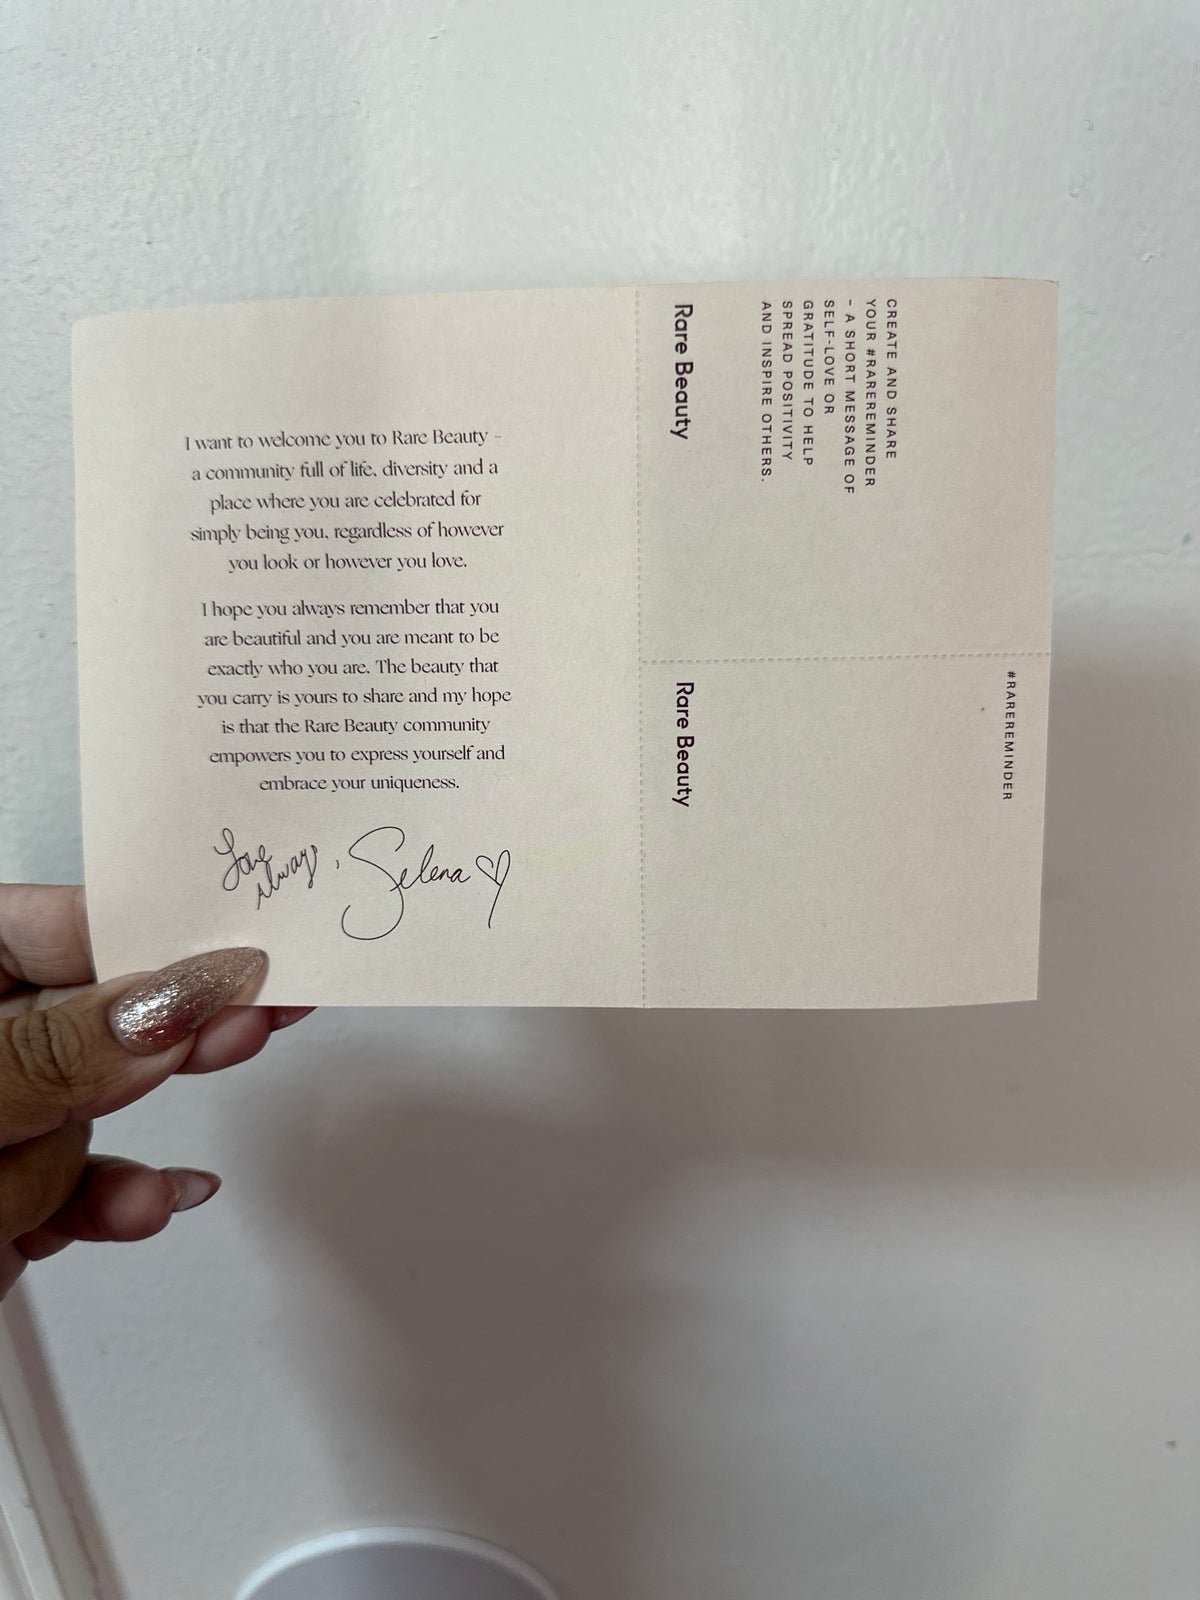 I want to welcome you to Rare Beauty –
a community full of life, diversity and a
place where you are celebrated for
simply being you, regardless of however
you look or however you love.
I hope you always remember that you
are beautiful and you are meant to be
exactly who you are. The beauty that
you carry is yours to share and my hope
is that the Rare Beauty community
empowers you to express yourself and
embrace your uniqueness.
Love
always, Selena♡
CREATE AND SHARE
YOUR #RAREREMINDER
– A SHORT MESSAGE OF
SELF-LOVE OR
GRATITUDE TO HELP
SPREAD POSITIVITY
AND INSPIRE OTHERS.
Rare Beauty
#RAREREMINDER
Rare Beauty